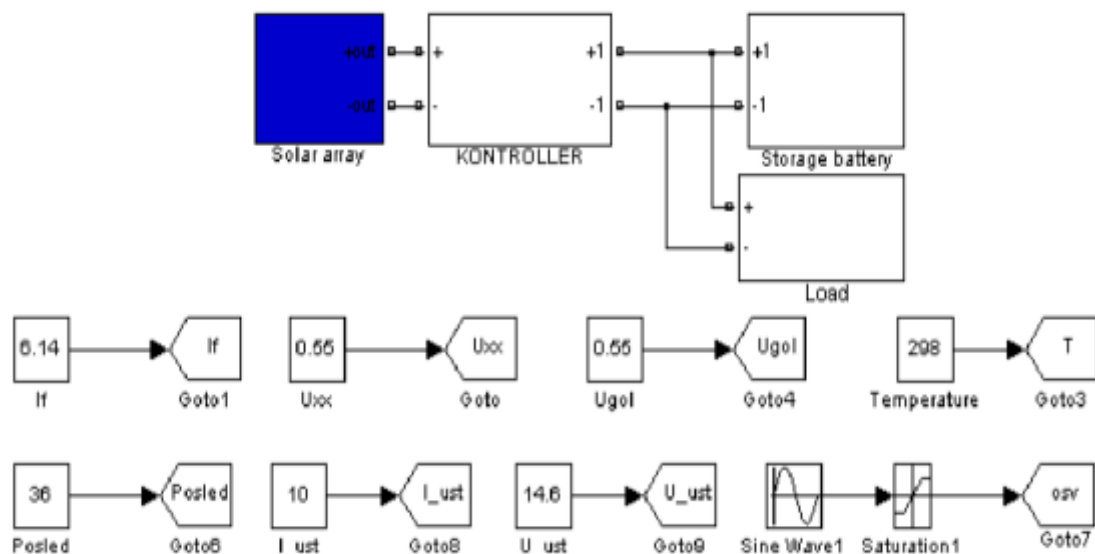 +out + +1 +1
-out - -1 -1
Solar array KONTROLLER Storage battery
+
-
Load
6.14 If 0.55 Uxx 0.55 Ugol 298 T
If Goto1 Uxx Goto Ugol Goto4 Temperature Goto3
36 Posled 10 I_ust 14.6 U_ust osv
Posled Goto6 I_ust Goto8 U_ust Goto9 Sine Wave1 Saturation1 Goto7